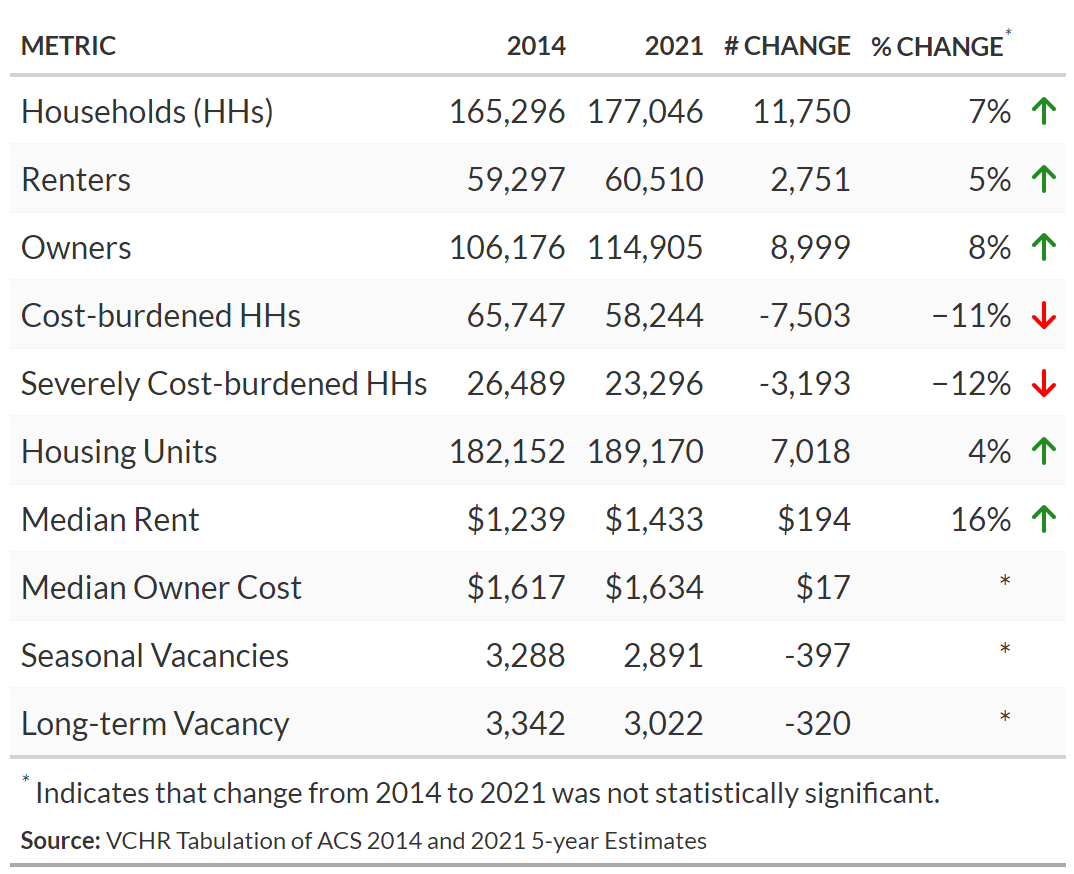 METRIC 2014 2021 # CHANGE % CHANGE*
Households (HHs) 165,296 177,046 11,750 7% ↑
Renters 59,297 60,510 2,751 5% ↑
Owners 106,176 114,905 8,999 8% ↑
Cost-burdened HHs 65,747 58,244 -7,503 −11% ↓
Severely Cost-burdened HHs 26,489 23,296 -3,193 −12% ↓
Housing Units 182,152 189,170 7,018 4% ↑
Median Rent $1,239 $1,433 $194 16% ↑
Median Owner Cost $1,617 $1,634 $17 *
Seasonal Vacancies 3,288 2,891 -397 *
Long-term Vacancy 3,342 3,022 -320 *
* Indicates that change from 2014 to 2021 was not statistically significant.
Source: VCHR Tabulation of ACS 2014 and 2021 5-year Estimates